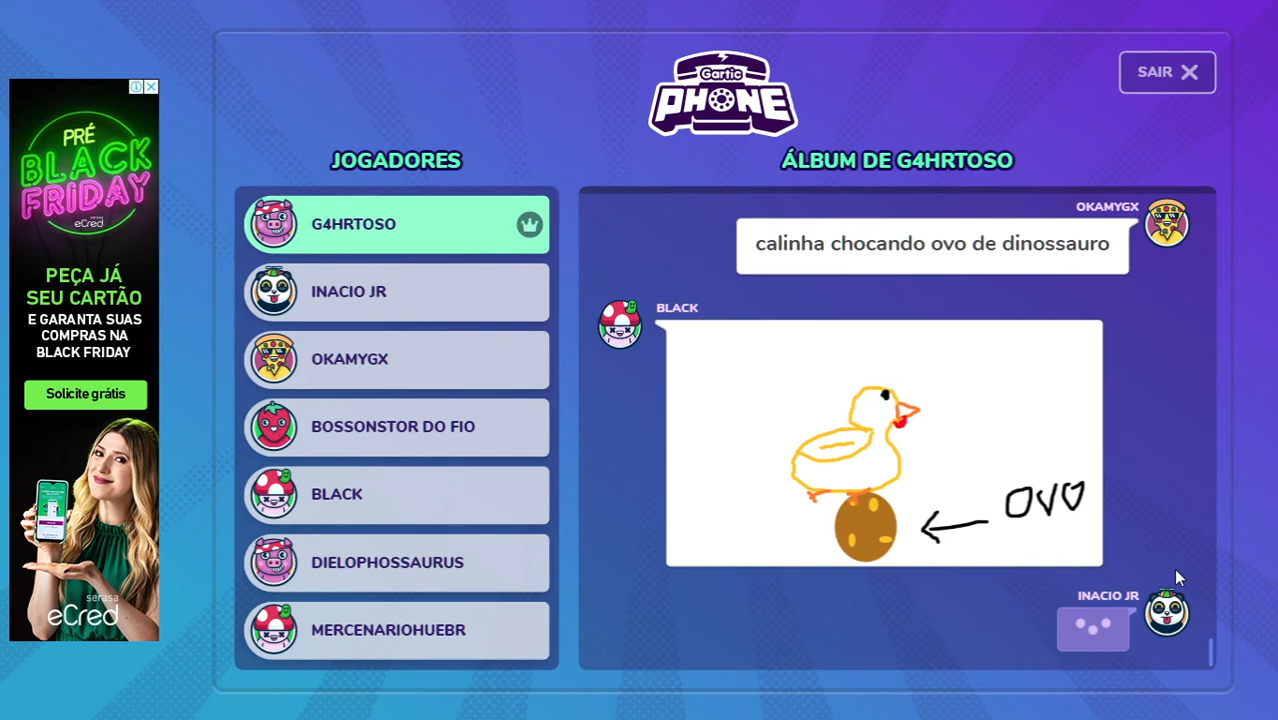 SAIR
Gartic
PHONE
JOGADORES
ÁLBUM DE G4HRTOSO
PRÉ
BLACK
FRIDAY
serasa
eCred
PEÇA JÁ
SEU CARTÃO
E GARANTA SUAS
COMPRAS NA
BLACK FRIDAY
Solicite grátis
serasa
eCred
G4HRTOSO
INACIO JR
OKAMYGX
BOSSONSTOR DO FIO
BLACK
DIELOPHOSSAURUS
MERCENARIOHUEBR
OKAMYGX
calinha chocando ovo de dinossauro
BLACK
OVO
INACIO JR